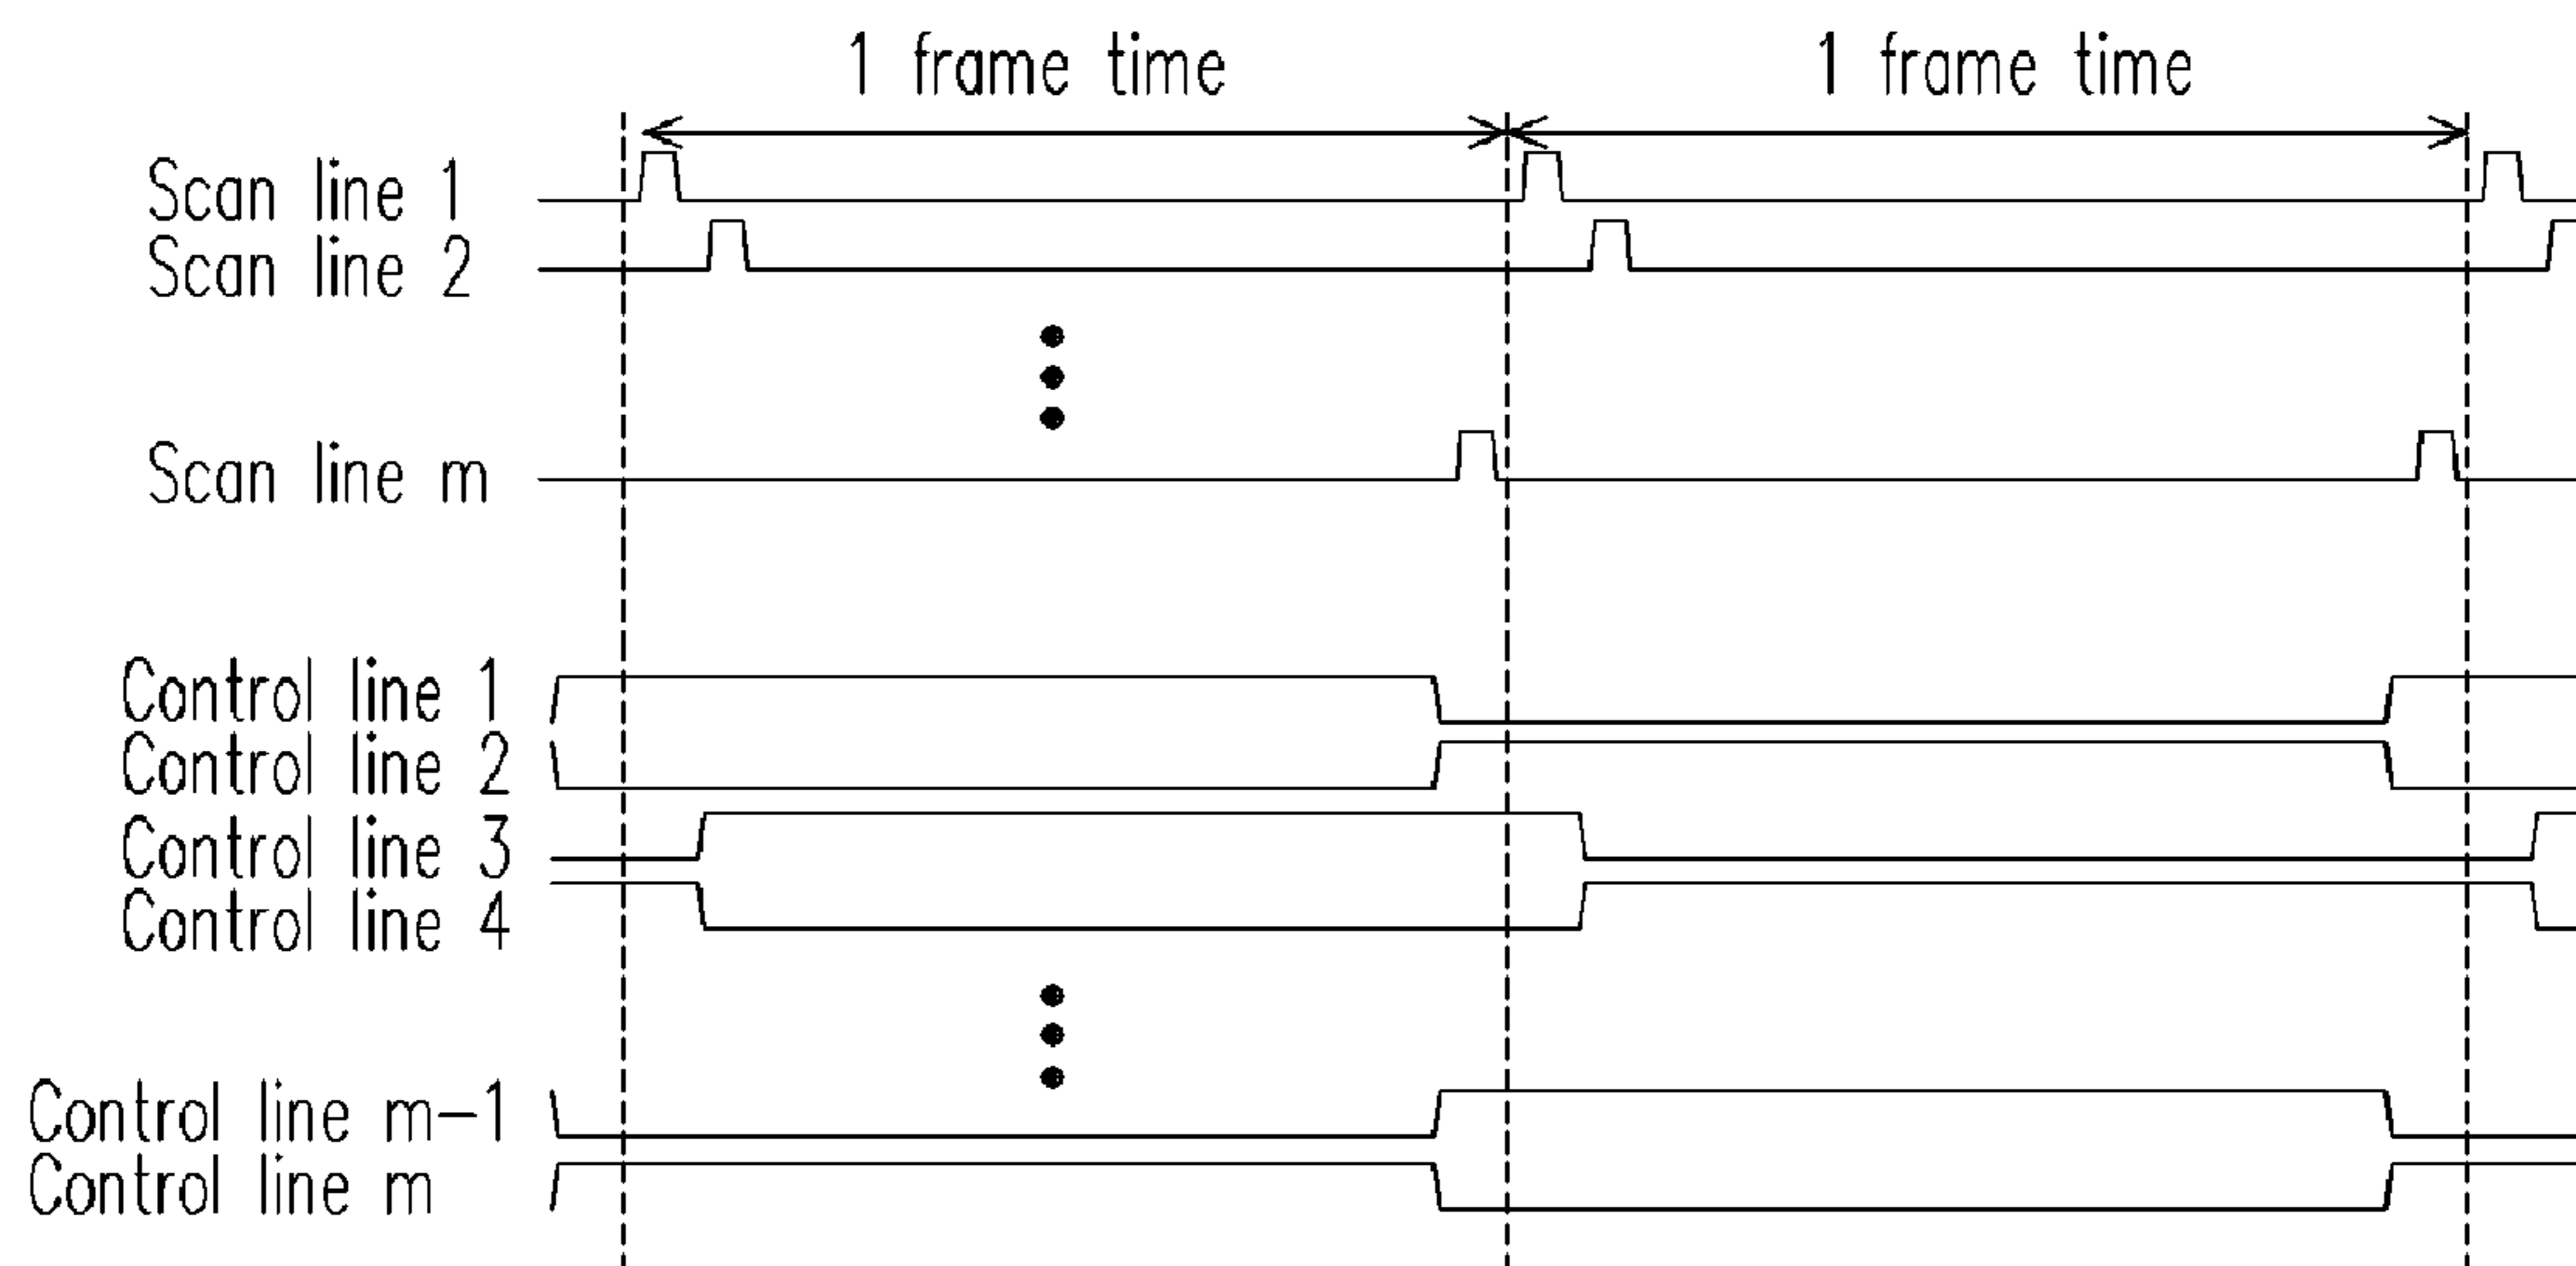 1 frame time 1 frame time
Scan line 1
Scan line 2
Scan line m
Control line 1
Control line 2
Control line 3
Control line 4
Control line m-1
Control line m